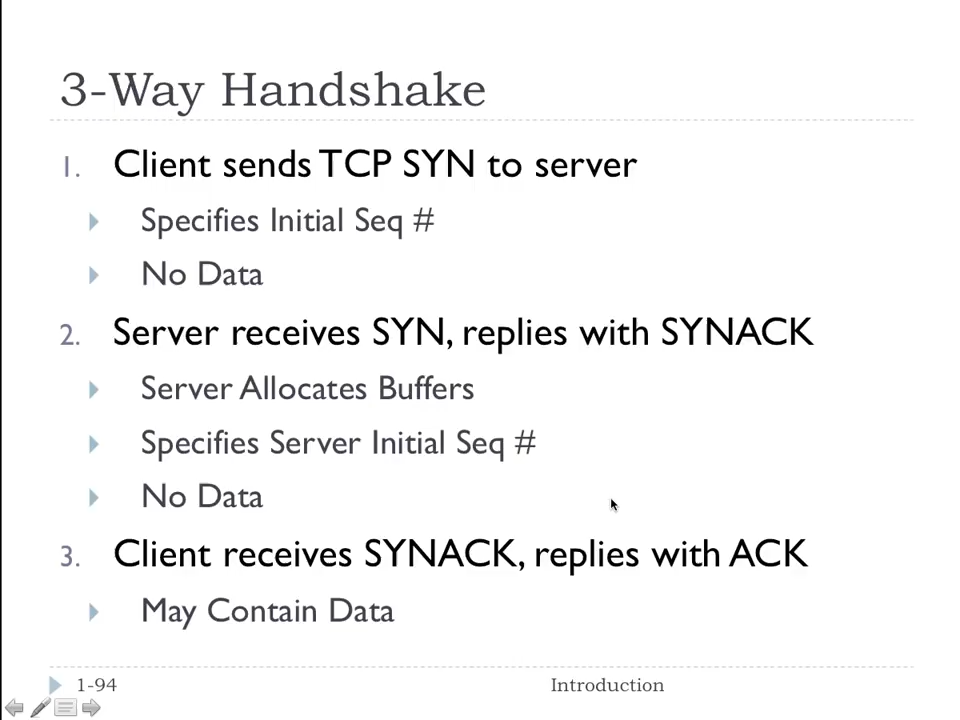 3-Way Handshake
1. Client sends TCP SYN to server
Specifies Initial Seq #
No Data
2. Server receives SYN, replies with SYNACK
Server Allocates Buffers
Specifies Server Initial Seq #
No Data
3. Client receives SYNACK, replies with ACK
May Contain Data
1-94 Introduction